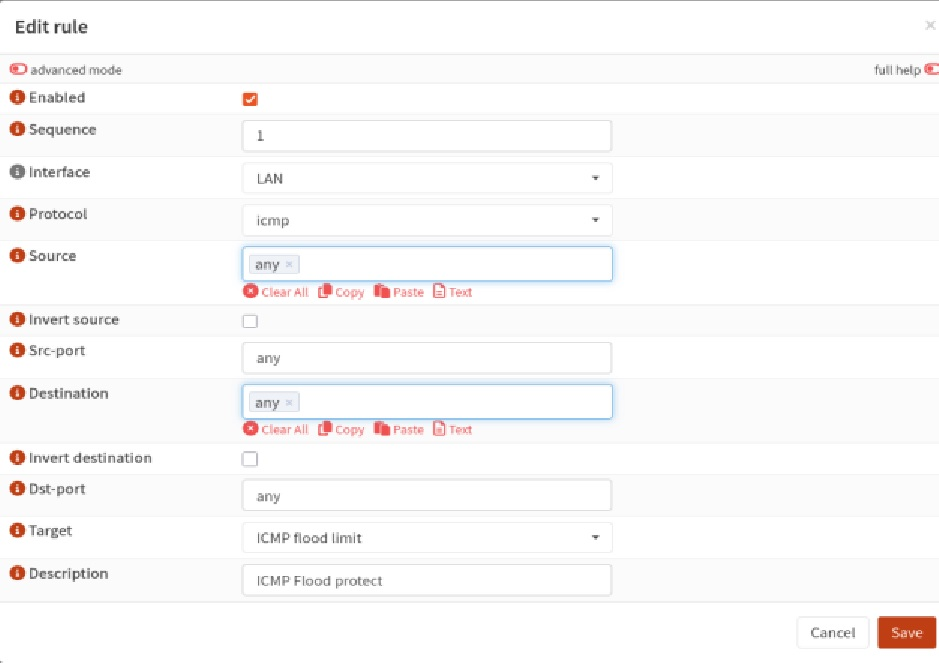 Edit rule
advanced mode full help
Enabled
Sequence 1
Interface LAN
Protocol icmp
Source any
Clear All Copy Paste Text
Invert source
Src-port any
Destination any
Clear All Copy Paste Text
Invert destination
Dst-port any
Target ICMP flood limit
Description ICMP Flood protect
Cancel Save